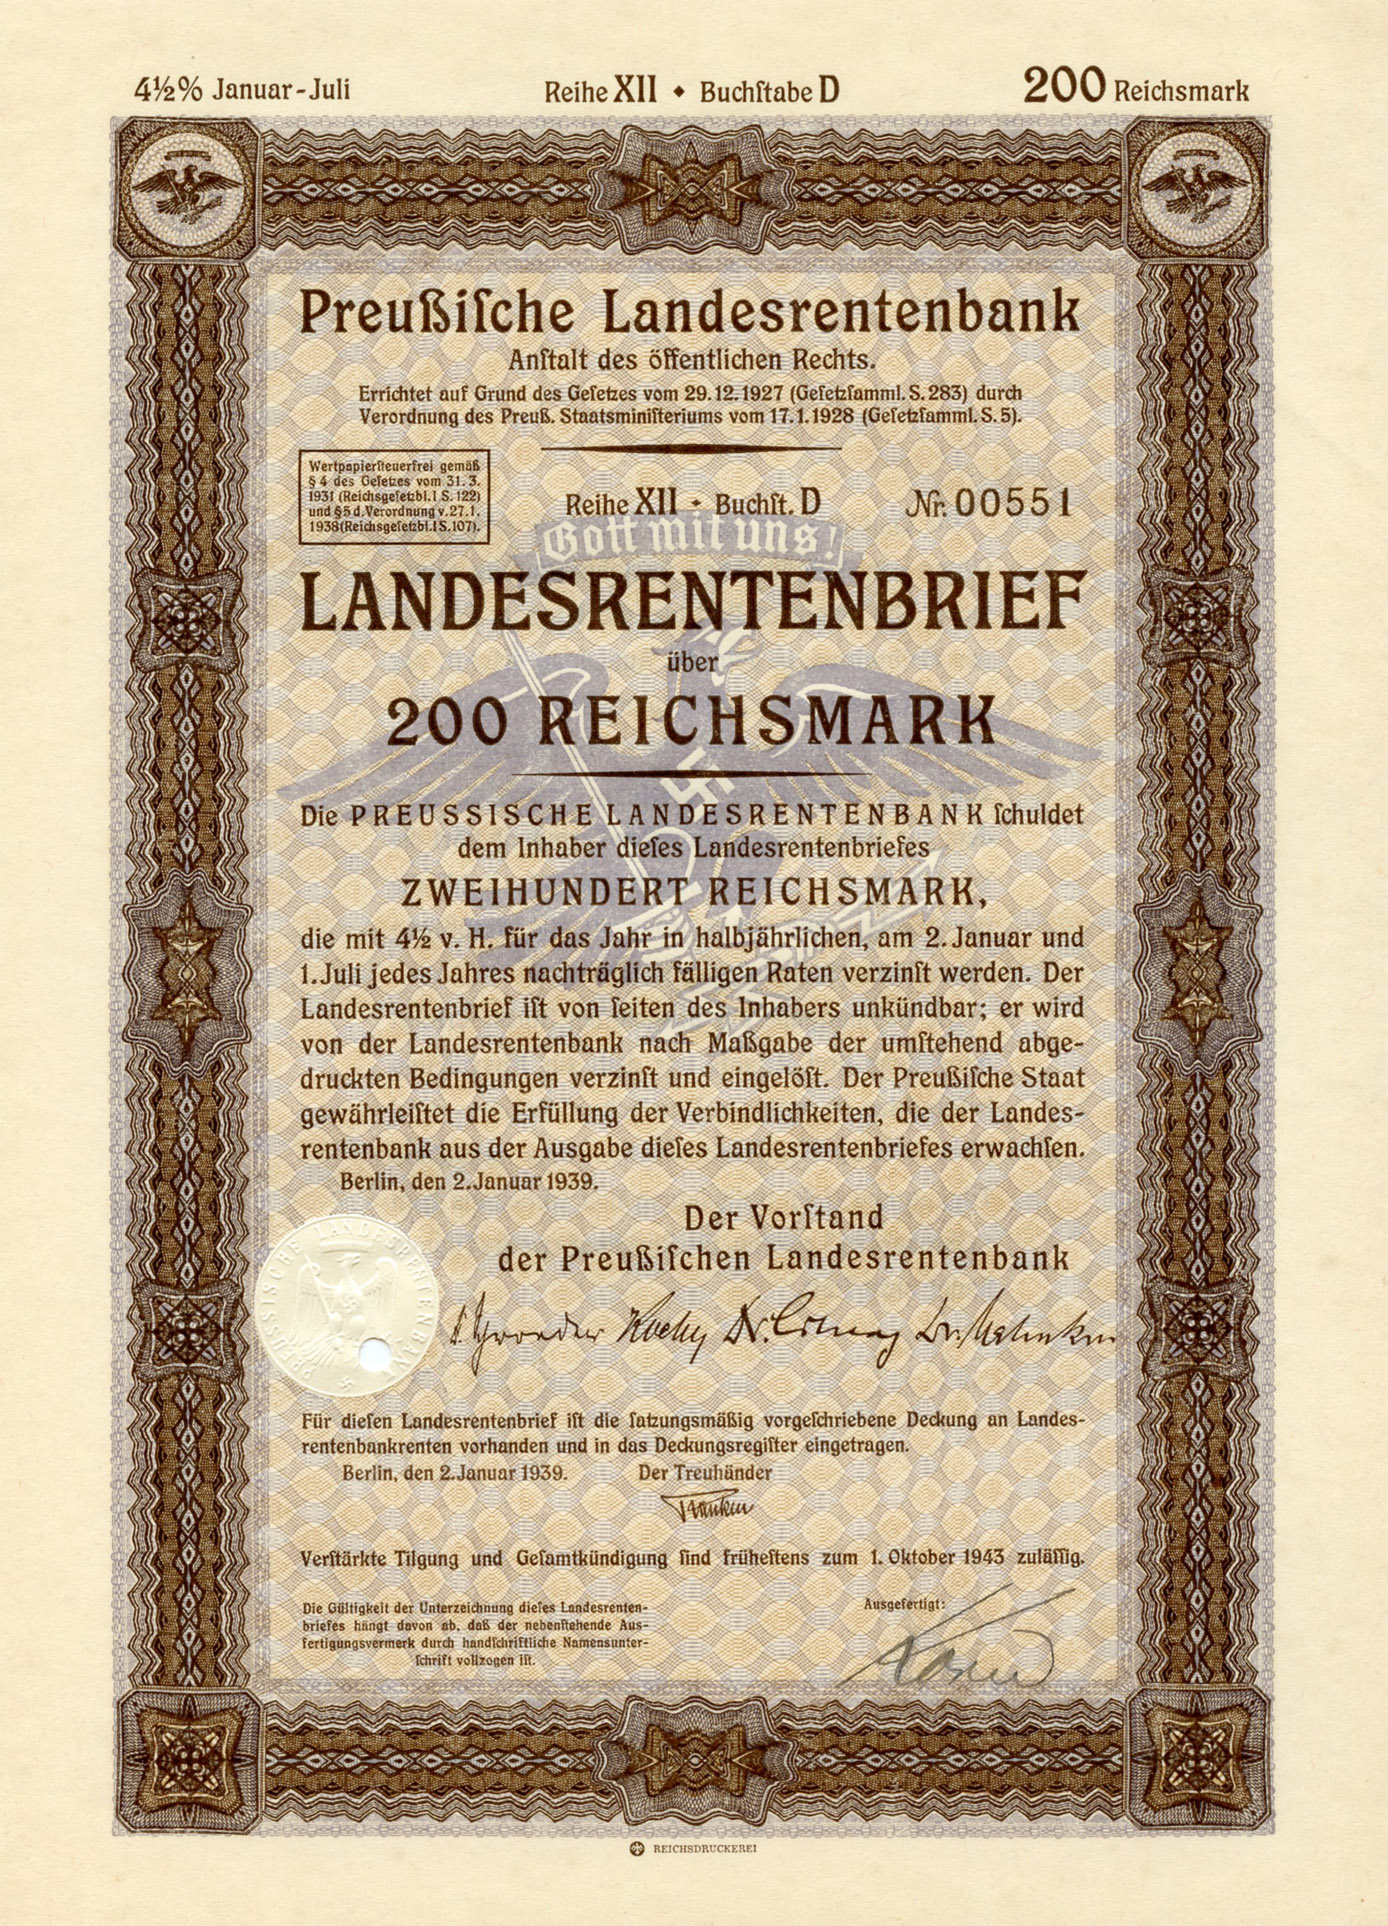 4½% Januar-Juli
Reihe XII ◆ Buchſtabe D
200 Reichsmark
Preußiſche Landesrentenbank
Anſtalt des öffentlichen Rechts.
Errichtet auf Grund des Geſetzes vom 29.12.1927 (Geſetzſamml. S. 283) durch
Verordnung des Preuß. Staatsminiſteriums vom 17.1.1928 (Geſetzſamml. S. 5).
Wertpapierſteuerfrei gemäß
§ 4 des Geſetzes vom 31.3.
1931 (Reichsgeſetzbl. I S. 122)
und § 5 d. Verordnung v. 27.1.
1938 (Reichsgeſetzbl. I S. 107).
Reihe XII ◆ Buchſt. D
Nr. 00551
Gott mit uns!
LANDESRENTENBRIEF
über
200 REICHSMARK
Die PREUSSISCHE LANDESRENTENBANK ſchuldet
dem Inhaber dieſes Landesrentenbriefes
ZWEIHUNDERT REICHSMARK,
die mit 4½ v. H. für das Jahr in halbjährlichen, am 2. Januar und
1. Juli jedes Jahres nachträglich fälligen Raten verzinſt werden. Der
Landesrentenbrief iſt von ſeiten des Inhabers unkündbar; er wird
von der Landesrentenbank nach Maßgabe der umſtehend abge-
druckten Bedingungen verzinſt und eingelöſt. Der Preußiſche Staat
gewährleiſtet die Erfüllung der Verbindlichkeiten, die der Landes-
rentenbank aus der Ausgabe dieſes Landesrentenbriefes erwachſen.
Berlin, den 2. Januar 1939.
Der Vorſtand
der Preußiſchen Landesrentenbank
PREUSSISCHE LANDESRENTENBANK
Für dieſen Landesrentenbrief iſt die ſatzungsmäßig vorgeſchriebene Deckung an Landes-
rentenbankrenten vorhanden und in das Deckungsregiſter eingetragen.
Berlin, den 2. Januar 1939.
Der Treuhänder
Verſtärkte Tilgung und Geſamtkündigung ſind früheſtens zum 1. Oktober 1943 zuläſſig.
Die Gültigkeit der Unterzeichnung dieſes Landesrenten-
briefes hängt davon ab, daß der nebenſtehende Aus-
fertigungsvermerk durch handſchriftliche Namensunter-
ſchrift vollzogen iſt.
Ausgefertigt:
REICHSDRUCKEREI